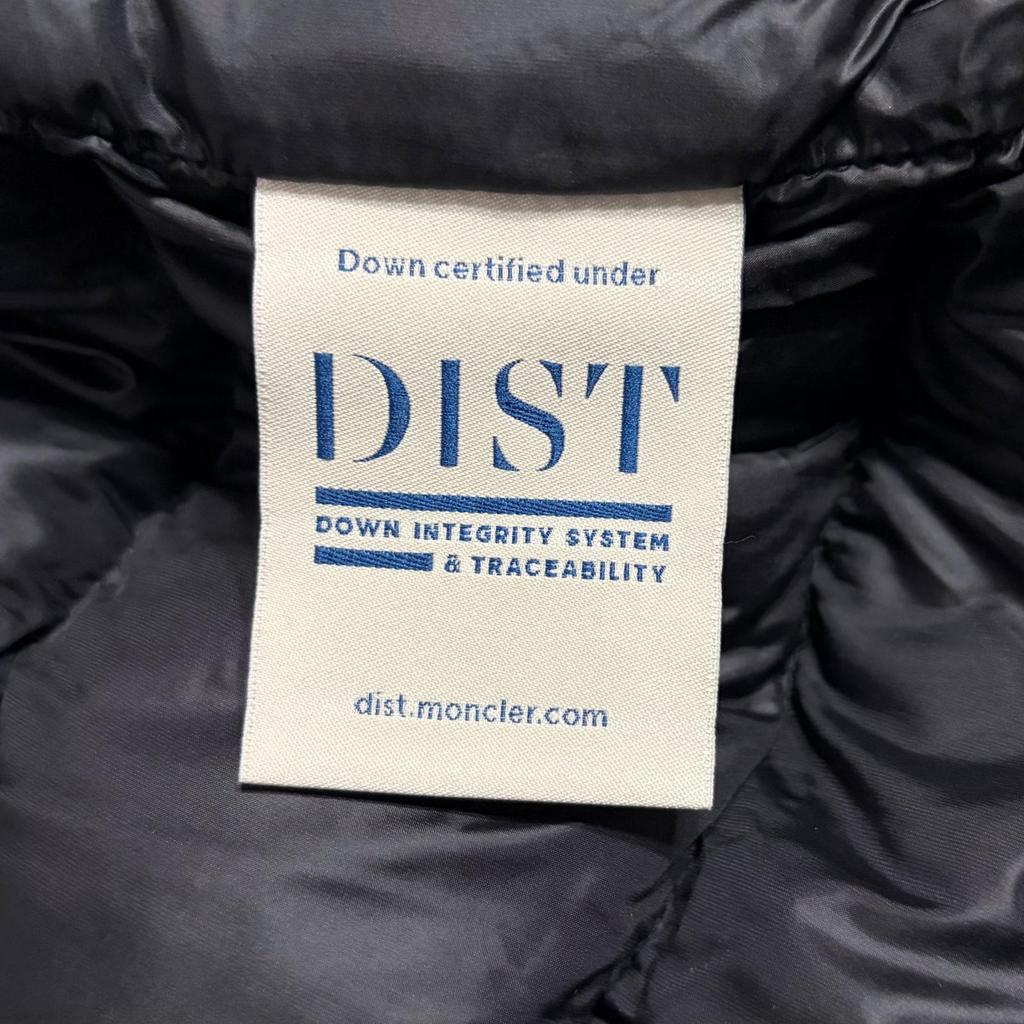 Down certified under
DIST
DOWN INTEGRITY SYSTEM
& TRACEABILITY
dist.moncler.com